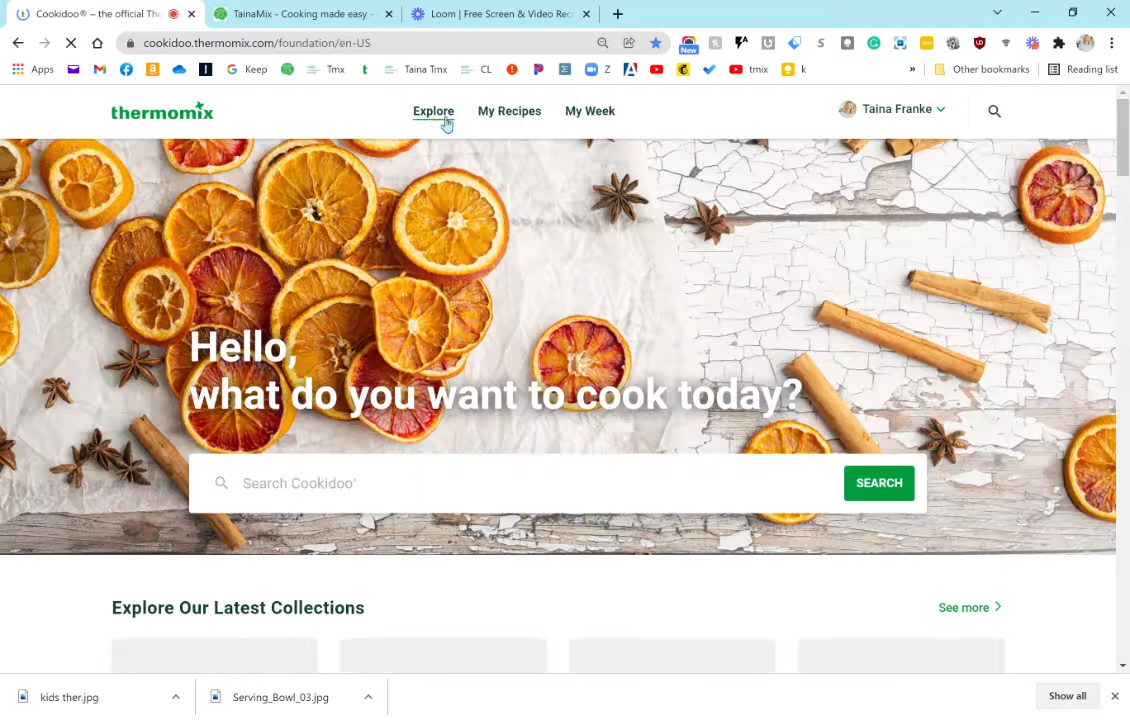 Cookidoo® – the official The
TainaMix - Cooking made easy -
Loom | Free Screen & Video Rec
cookidoo.thermomix.com/foundation/en-US
New
Apps
Keep
Tmx
t
Taina Tmx
CL
Z
tmix
k
»
Other bookmarks
Reading list
thermomix
Explore
My Recipes
My Week
Taina Franke
Hello,
what do you want to cook today?
Search Cookidoo®
SEARCH
Explore Our Latest Collections
See more
kids ther.jpg
Serving_Bowl_03.jpg
Show all